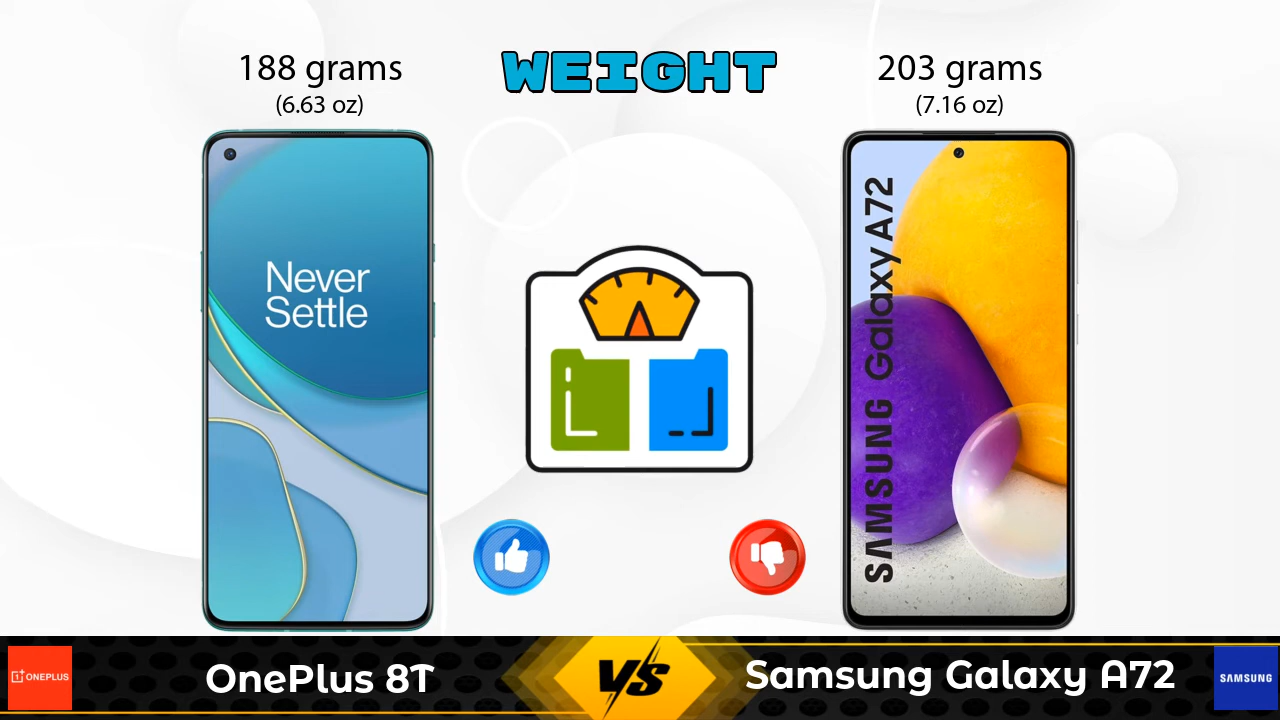 188 grams
(6.63 oz)
WEIGHT
203 grams
(7.16 oz)
Never
Settle
SAMSUNG Galaxy A72
ONEPLUS
OnePlus 8T
VS
Samsung Galaxy A72
SAMSUNG